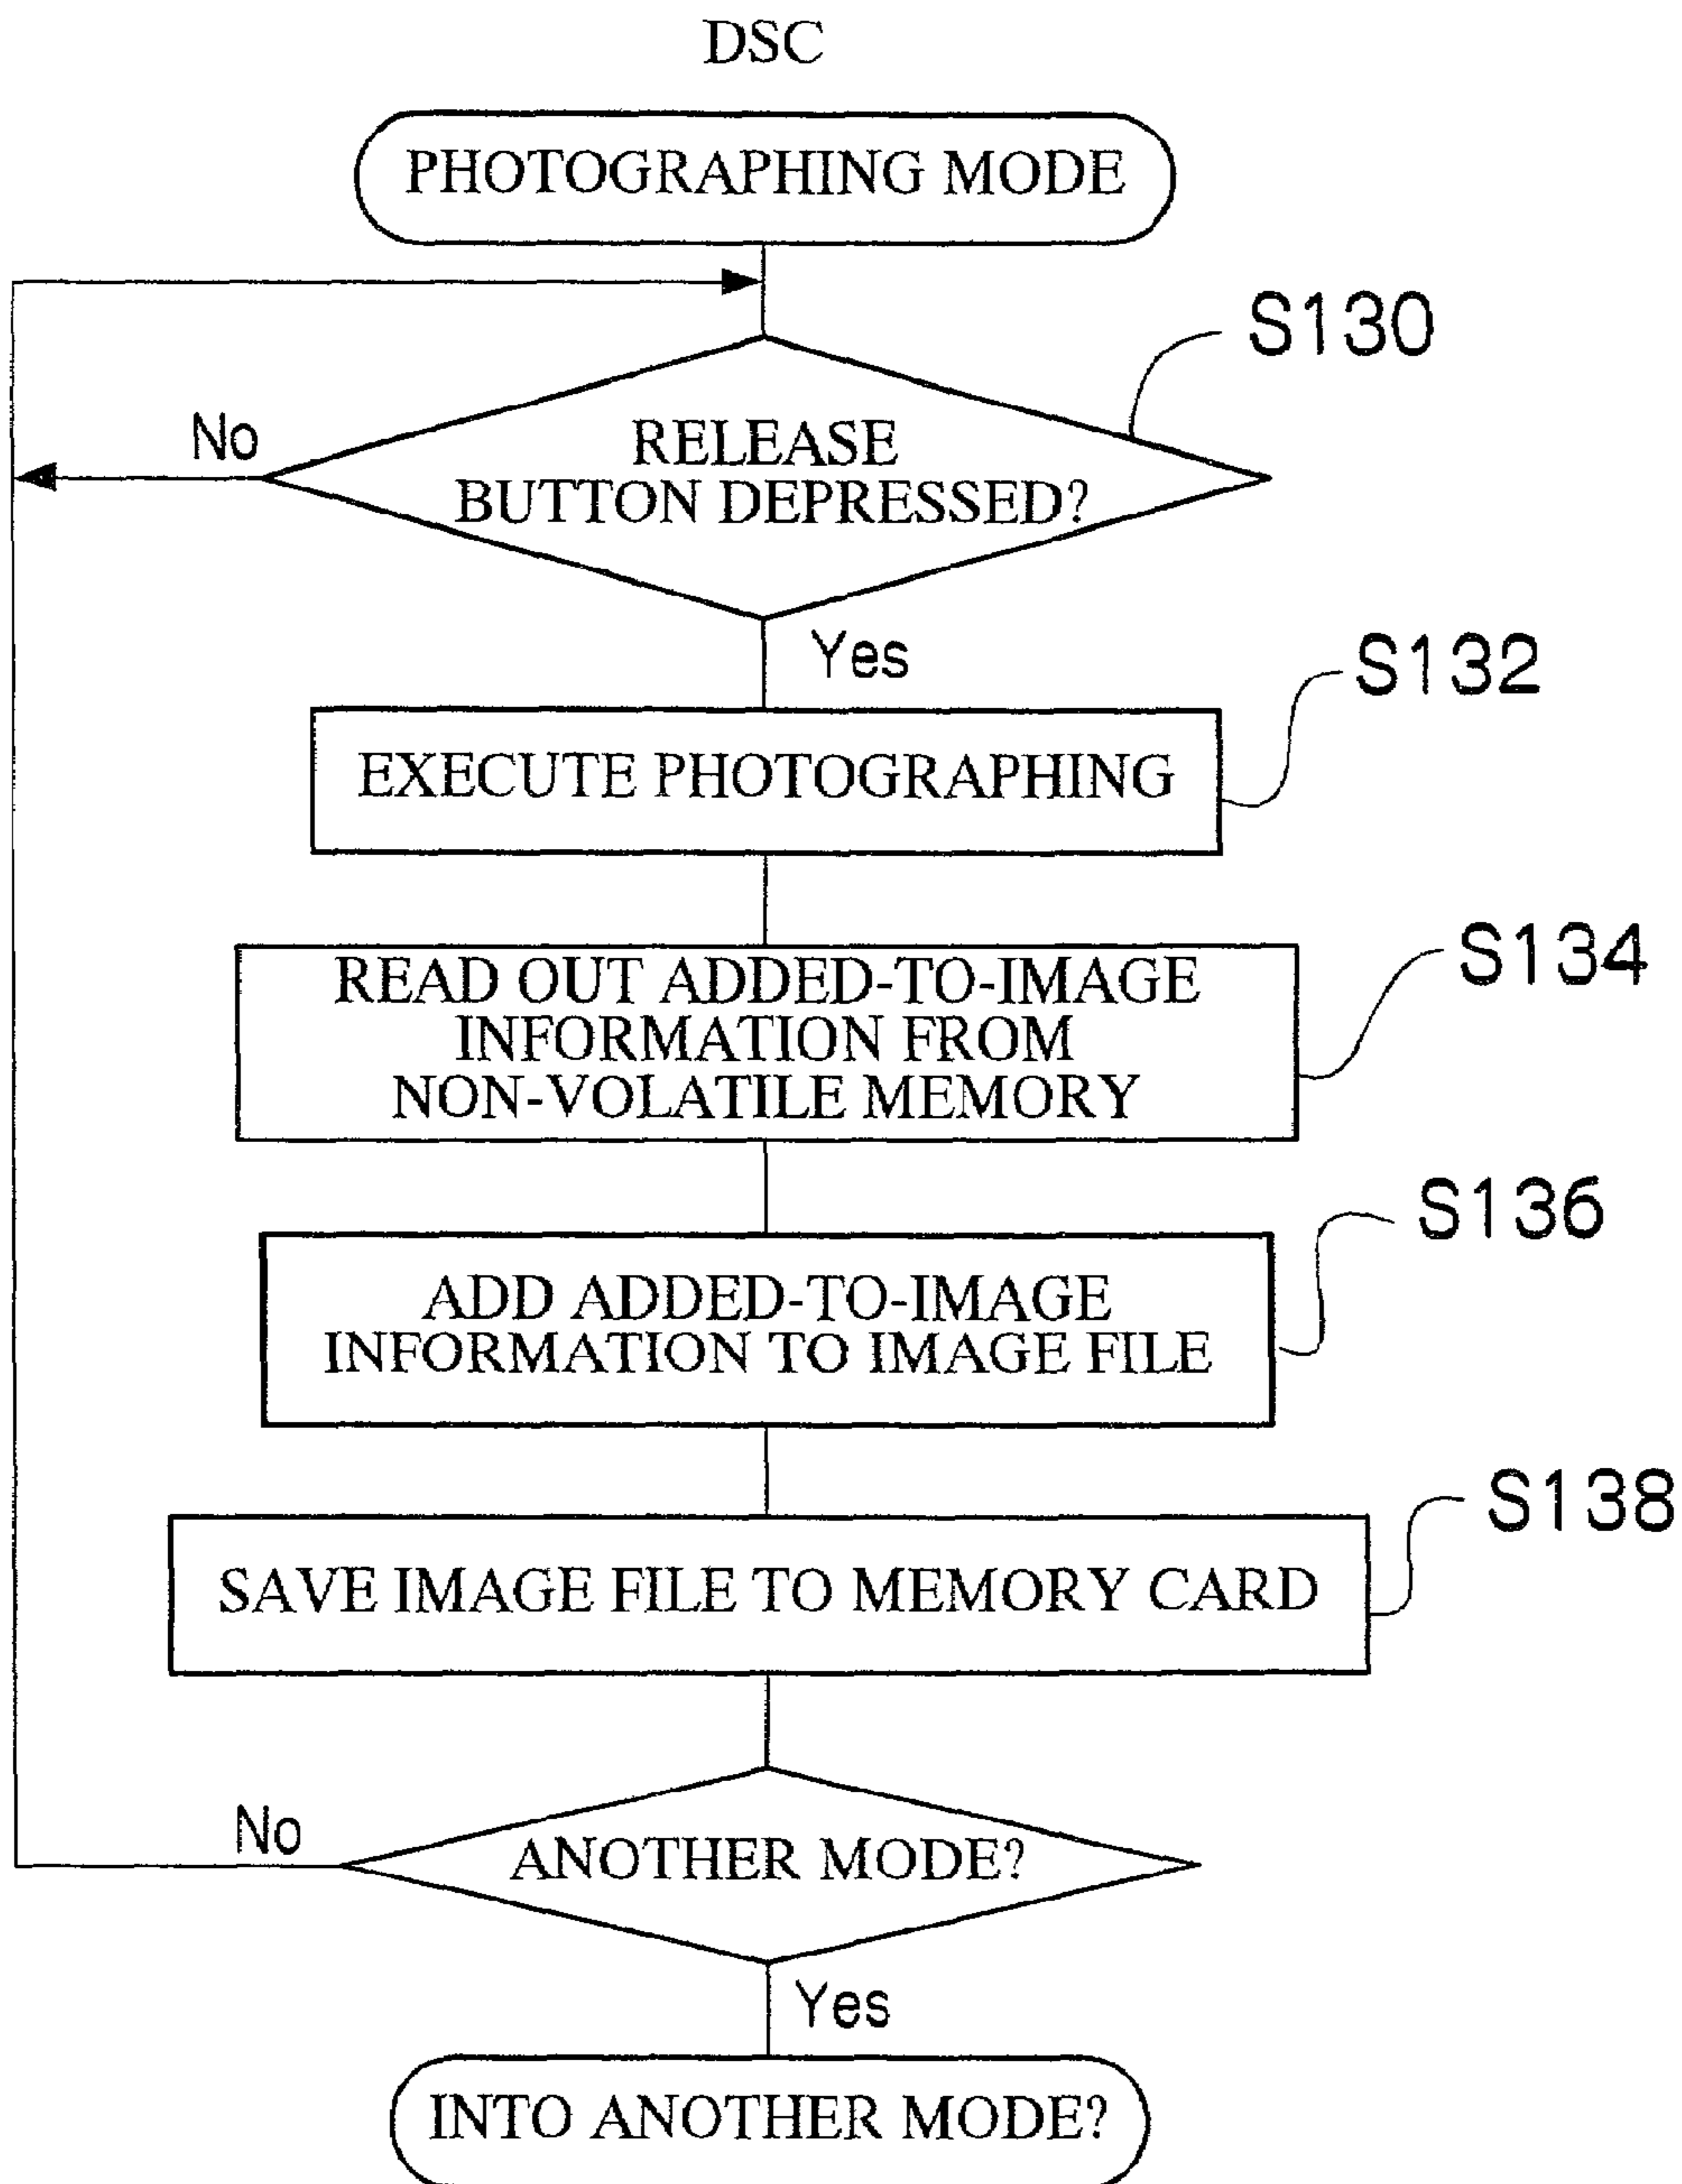 DSC
PHOTOGRAPHING MODE
S130
No
RELEASE
BUTTON DEPRESSED?
Yes
S132
EXECUTE PHOTOGRAPHING
S134
READ OUT ADDED-TO-IMAGE
INFORMATION FROM
NON-VOLATILE MEMORY
S136
ADD ADDED-TO-IMAGE
INFORMATION TO IMAGE FILE
S138
SAVE IMAGE FILE TO MEMORY CARD
No
ANOTHER MODE?
Yes
INTO ANOTHER MODE?